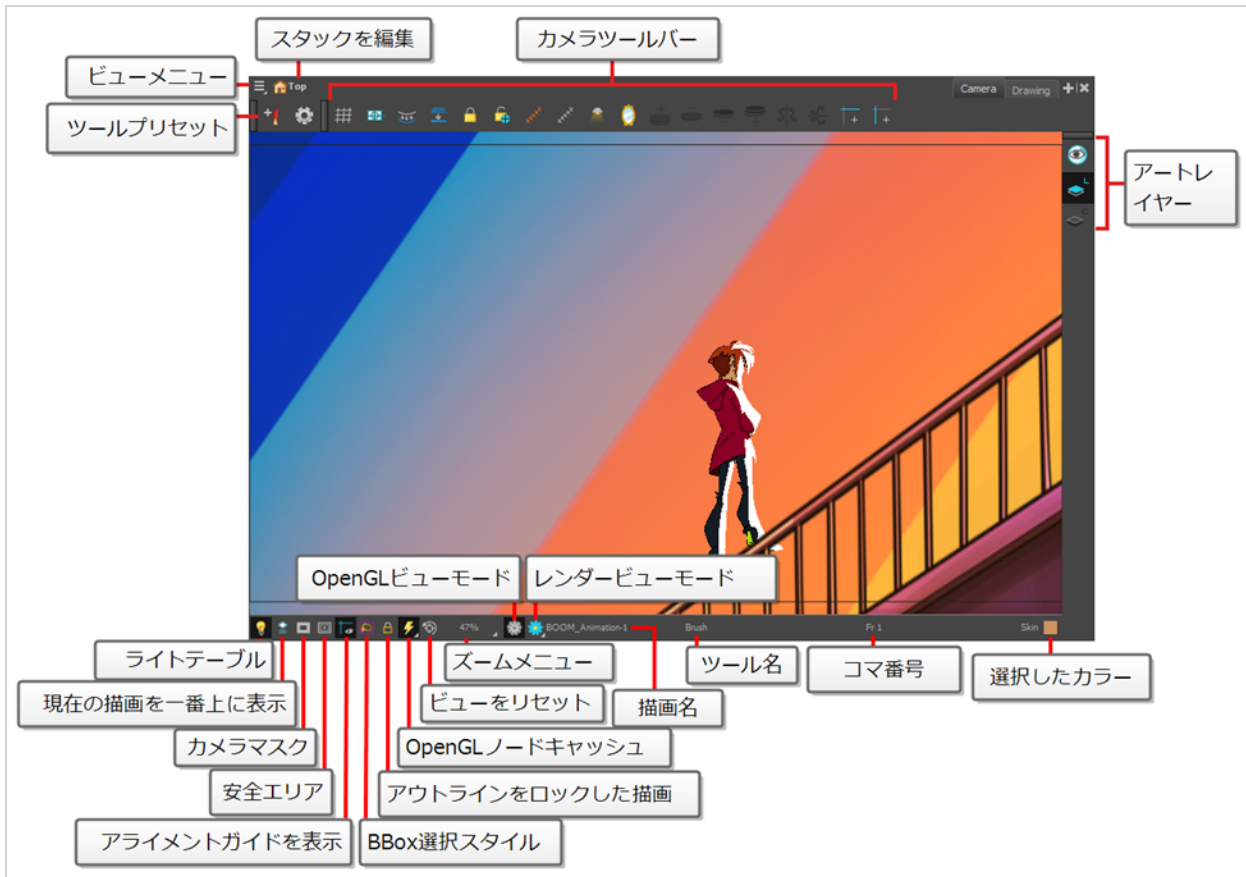 スタックを編集
カメラツールバー
ビューメニュー
Top
Camera
Drawing
ツールプリセット
L
C
アートレ
イヤー
OpenGLビューモード
レンダービューモード
47%
BOOM_Animation-1
Brush
Fr 1
Skin
ライトテーブル
ズームメニュー
ツール名
コマ番号
選択したカラー
現在の描画を一番上に表示
ビューをリセット
描画名
カメラマスク
OpenGLノードキャッシュ
安全エリア
アウトラインをロックした描画
アライメントガイドを表示
BBox選択スタイル